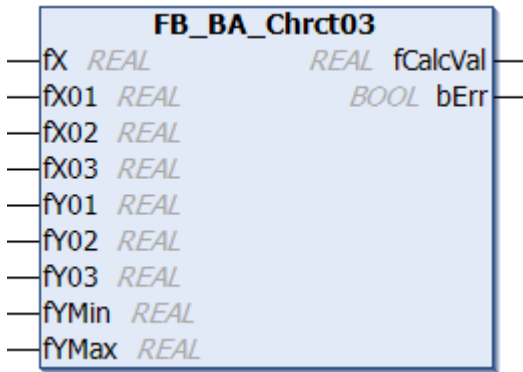 FB_BA_Chrct03
fX REAL REAL fCalcVal
fX01 REAL BOOL bErr
fX02 REAL
fX03 REAL
fY01 REAL
fY02 REAL
fY03 REAL
fYMin REAL
fYMax REAL